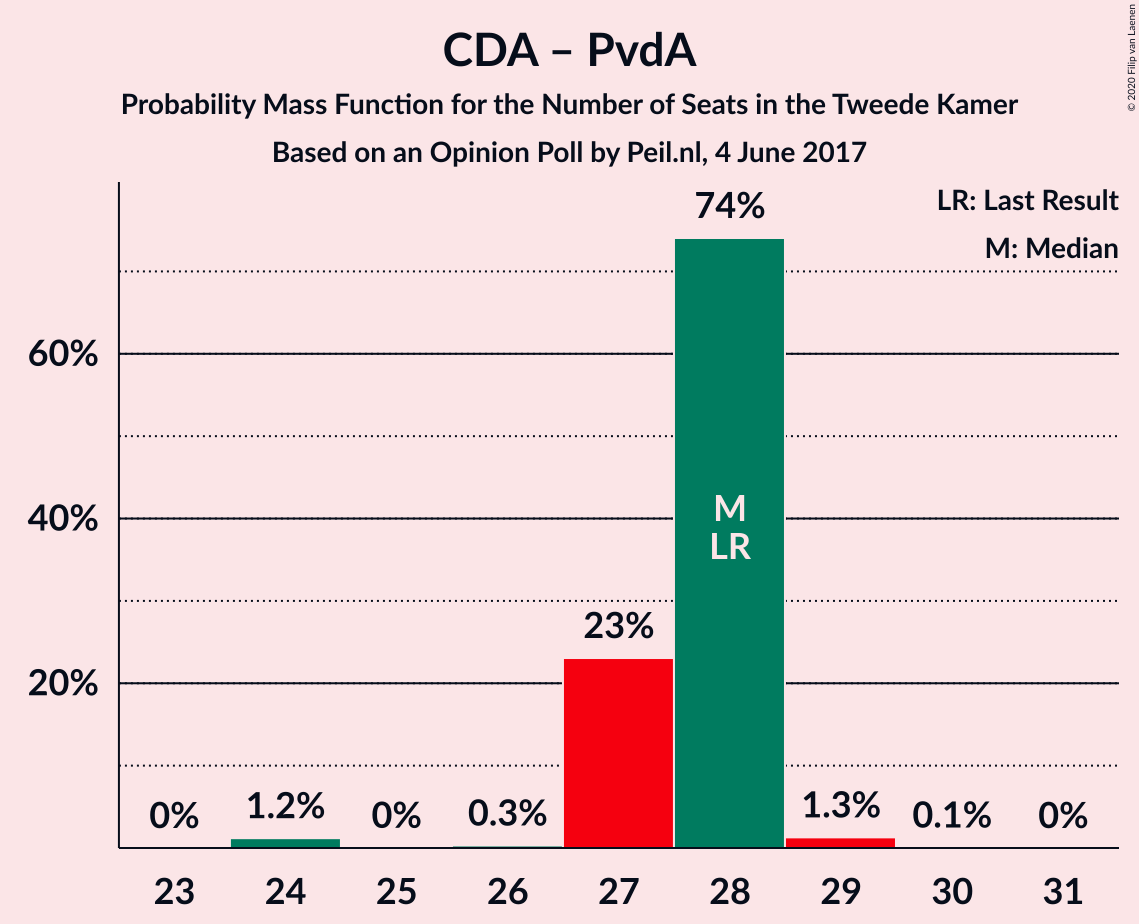 CDA – PvdA
Probability Mass Function for the Number of Seats in the Tweede Kamer
Based on an Opinion Poll by Peil.nl, 4 June 2017
© 2020 Filip van Laenen
LR: Last Result
M: Median
60%
40%
20%
0%
1.2%
0%
0.3%
23%
74%
M
LR
1.3%
0.1%
0%
23 24 25 26 27 28 29 30 31